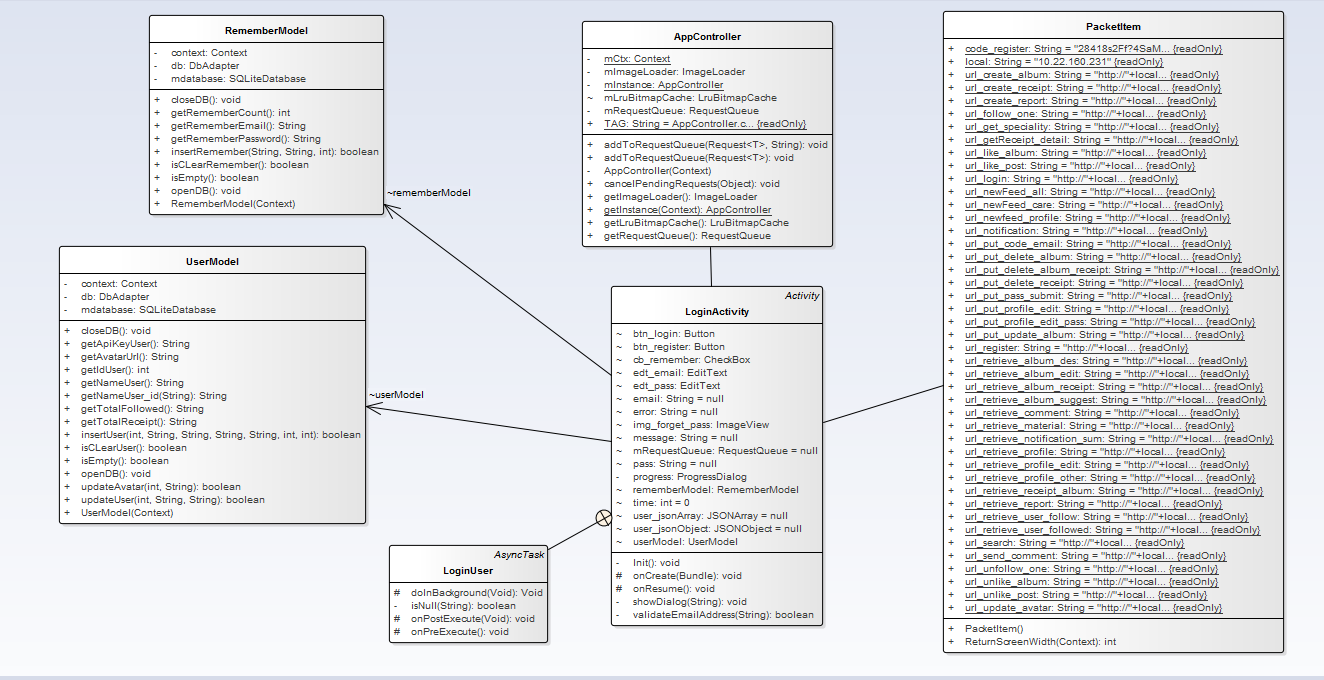 RememberModel
- context: Context
- db: DbAdapter
- mdatabase: SQLiteDatabase
+ closeDB(): void
+ getRememberCount(): int
+ getRememberEmail(): String
+ getRememberPassword(): String
+ insertRemember(String, String, int): boolean
+ isCLearRemember(): boolean
+ isEmpty(): boolean
+ openDB(): void
+ RememberModel(Context)
~rememberModel
UserModel
- context: Context
- db: DbAdapter
- mdatabase: SQLiteDatabase
+ closeDB(): void
+ getApiKeyUser(): String
+ getAvatarUrl(): String
+ getIdUser(): int
+ getNameUser(): String
+ getNameUser_id(String): String
+ getTotalFollowed(): String
+ getTotalReceipt(): String
+ insertUser(int, String, String, String, String, int, int): boolean
+ isCLearUser(): boolean
+ isEmpty(): boolean
+ openDB(): void
+ updateAvatar(int, String): boolean
+ updateUser(int, String, String): boolean
+ UserModel(Context)
~userModel
AppController
- mCtx: Context
- mImageLoader: ImageLoader
- mInstance: AppController
~ mLruBitmapCache: LruBitmapCache
- mRequestQueue: RequestQueue
+ TAG: String = AppController.c... {readOnly}
+ addToRequestQueue(Request<T>, String): void
+ addToRequestQueue(Request<T>): void
- AppController(Context)
+ cancelPendingRequests(Object): void
+ getImageLoader(): ImageLoader
+ getInstance(Context): AppController
+ getLruBitmapCache(): LruBitmapCache
+ getRequestQueue(): RequestQueue
Activity
LoginActivity
~ btn_login: Button
~ btn_register: Button
~ cb_remember: CheckBox
~ edt_email: EditText
~ edt_pass: EditText
~ email: String = null
~ error: String = null
~ img_forget_pass: ImageView
~ message: String = null
~ mRequestQueue: RequestQueue = null
~ pass: String = null
- progress: ProgressDialog
~ rememberModel: RememberModel
~ time: int = 0
~ user_jsonArray: JSONArray = null
~ user_jsonObject: JSONObject = null
~ userModel: UserModel
- Init(): void
# onCreate(Bundle): void
# onResume(): void
- showDialog(String): void
- validateEmailAddress(String): boolean
AsyncTask
LoginUser
# doInBackground(Void): Void
- isNull(String): boolean
# onPostExecute(Void): void
# onPreExecute(): void
PacketItem
+ code_register: String = "28418s2Ff?4SaM... {readOnly}
+ local: String = "10.22.160.231" {readOnly}
+ url_create_album: String = "http://"+local... {readOnly}
+ url_create_receipt: String = "http://"+local... {readOnly}
+ url_create_report: String = "http://"+local... {readOnly}
+ url_follow_one: String = "http://"+local... {readOnly}
+ url_get_speciality: String = "http://"+local... {readOnly}
+ url_getReceipt_detail: String = "http://"+local... {readOnly}
+ url_like_album: String = "http://"+local... {readOnly}
+ url_like_post: String = "http://"+local... {readOnly}
+ url_login: String = "http://"+local... {readOnly}
+ url_newFeed_all: String = "http://"+local... {readOnly}
+ url_newFeed_care: String = "http://"+local... {readOnly}
+ url_newfeed_profile: String = "http://"+local... {readOnly}
+ url_notification: String = "http://"+local... {readOnly}
+ url_put_code_email: String = "http://"+local... {readOnly}
+ url_put_delete_album: String = "http://"+local... {readOnly}
+ url_put_delete_album_receipt: String = "http://"+local... {readOnly}
+ url_put_delete_receipt: String = "http://"+local... {readOnly}
+ url_put_pass_submit: String = "http://"+local... {readOnly}
+ url_put_profile_edit: String = "http://"+local... {readOnly}
+ url_put_profile_edit_pass: String = "http://"+local... {readOnly}
+ url_put_update_album: String = "http://"+local... {readOnly}
+ url_register: String = "http://"+local... {readOnly}
+ url_retrieve_album_des: String = "http://"+local... {readOnly}
+ url_retrieve_album_edit: String = "http://"+local... {readOnly}
+ url_retrieve_album_receipt: String = "http://"+local... {readOnly}
+ url_retrieve_album_suggest: String = "http://"+local... {readOnly}
+ url_retrieve_comment: String = "http://"+local... {readOnly}
+ url_retrieve_material: String = "http://"+local... {readOnly}
+ url_retrieve_notification_sum: String = "http://"+local... {readOnly}
+ url_retrieve_profile: String = "http://"+local... {readOnly}
+ url_retrieve_profile_edit: String = "http://"+local... {readOnly}
+ url_retrieve_profile_other: String = "http://"+local... {readOnly}
+ url_retrieve_receipt_album: String = "http://"+local... {readOnly}
+ url_retrieve_report: String = "http://"+local... {readOnly}
+ url_retrieve_user_follow: String = "http://"+local... {readOnly}
+ url_retrieve_user_followed: String = "http://"+local... {readOnly}
+ url_search: String = "http://"+local... {readOnly}
+ url_send_comment: String = "http://"+local... {readOnly}
+ url_unfollow_one: String = "http://"+local... {readOnly}
+ url_unlike_album: String = "http://"+local... {readOnly}
+ url_unlike_post: String = "http://"+local... {readOnly}
+ url_update_avatar: String = "http://"+local... {readOnly}
+ PacketItem()
+ ReturnScreenWidth(Context): int